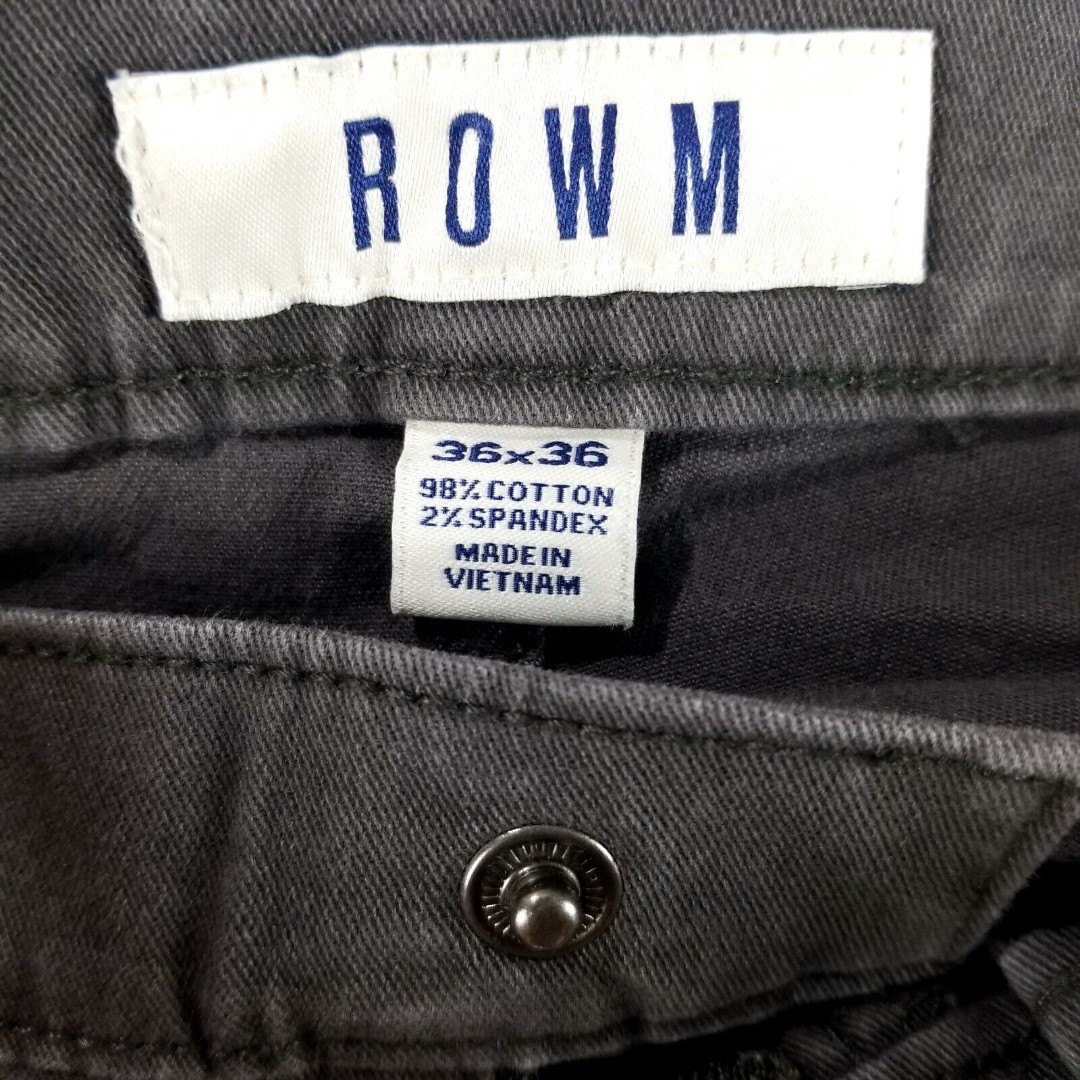 ROWM
36x36
98% COTTON
2% SPANDEX
MADE IN
VIETNAM